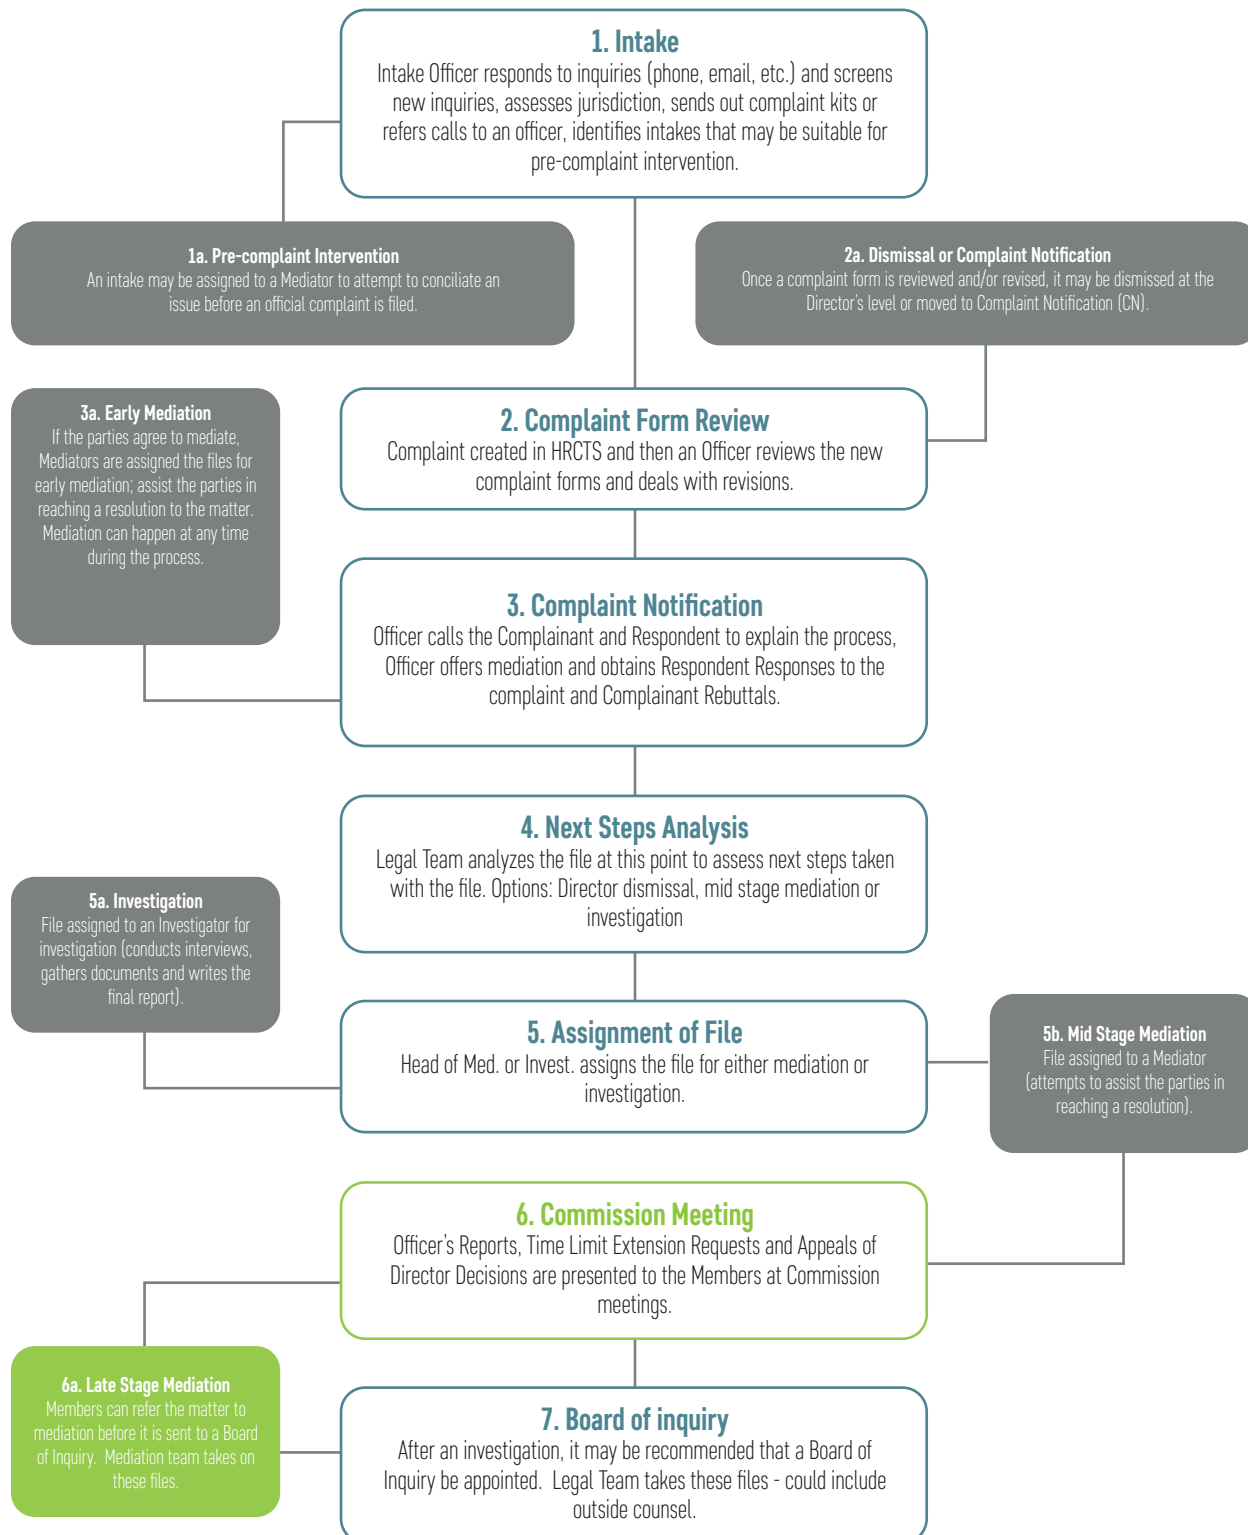 1. Intake
Intake Officer responds to inquiries (phone, email, etc.) and screens
new inquiries, assesses jurisdiction, sends out complaint kits or
refers calls to an officer, identifies intakes that may be suitable for
pre-complaint intervention.
1a. Pre-complaint Intervention
An intake may be assigned to a Mediator to attempt to conciliate an
issue before an official complaint is filed.
2a. Dismissal or Complaint Notification
Once a complaint form is reviewed and/or revised, it may be dismissed at the
Director's level or moved to Complaint Notification (CN).
2. Complaint Form Review
Complaint created in HRCTS and then an Officer reviews the new
complaint forms and deals with revisions.
3a. Early Mediation
If the parties agree to mediate,
Mediators are assigned the files for
early mediation; assist the parties in
reaching a resolution to the matter.
Mediation can happen at any time
during the process.
3. Complaint Notification
Officer calls the Complainant and Respondent to explain the process,
Officer offers mediation and obtains Respondent Responses to the
complaint and Complainant Rebuttals.
4. Next Steps Analysis
Legal Team analyzes the file at this point to assess next steps taken
with the file. Options: Director dismissal, mid stage mediation or
investigation
5a. Investigation
File assigned to an Investigator for
investigation (conducts interviews,
gathers documents and writes the
final report).
5. Assignment of File
Head of Med. or Invest. assigns the file for either mediation or
investigation.
5b. Mid Stage Mediation
File assigned to a Mediator
(attempts to assist the parties in
reaching a resolution).
6. Commission Meeting
Officer's Reports, Time Limit Extension Requests and Appeals of
Director Decisions are presented to the Members at Commission
meetings.
6a. Late Stage Mediation
Members can refer the matter to
mediation before it is sent to a Board
of Inquiry. Mediation team takes on
these files.
7. Board of inquiry
After an investigation, it may be recommended that a Board of
Inquiry be appointed. Legal Team takes these files - could include
outside counsel.